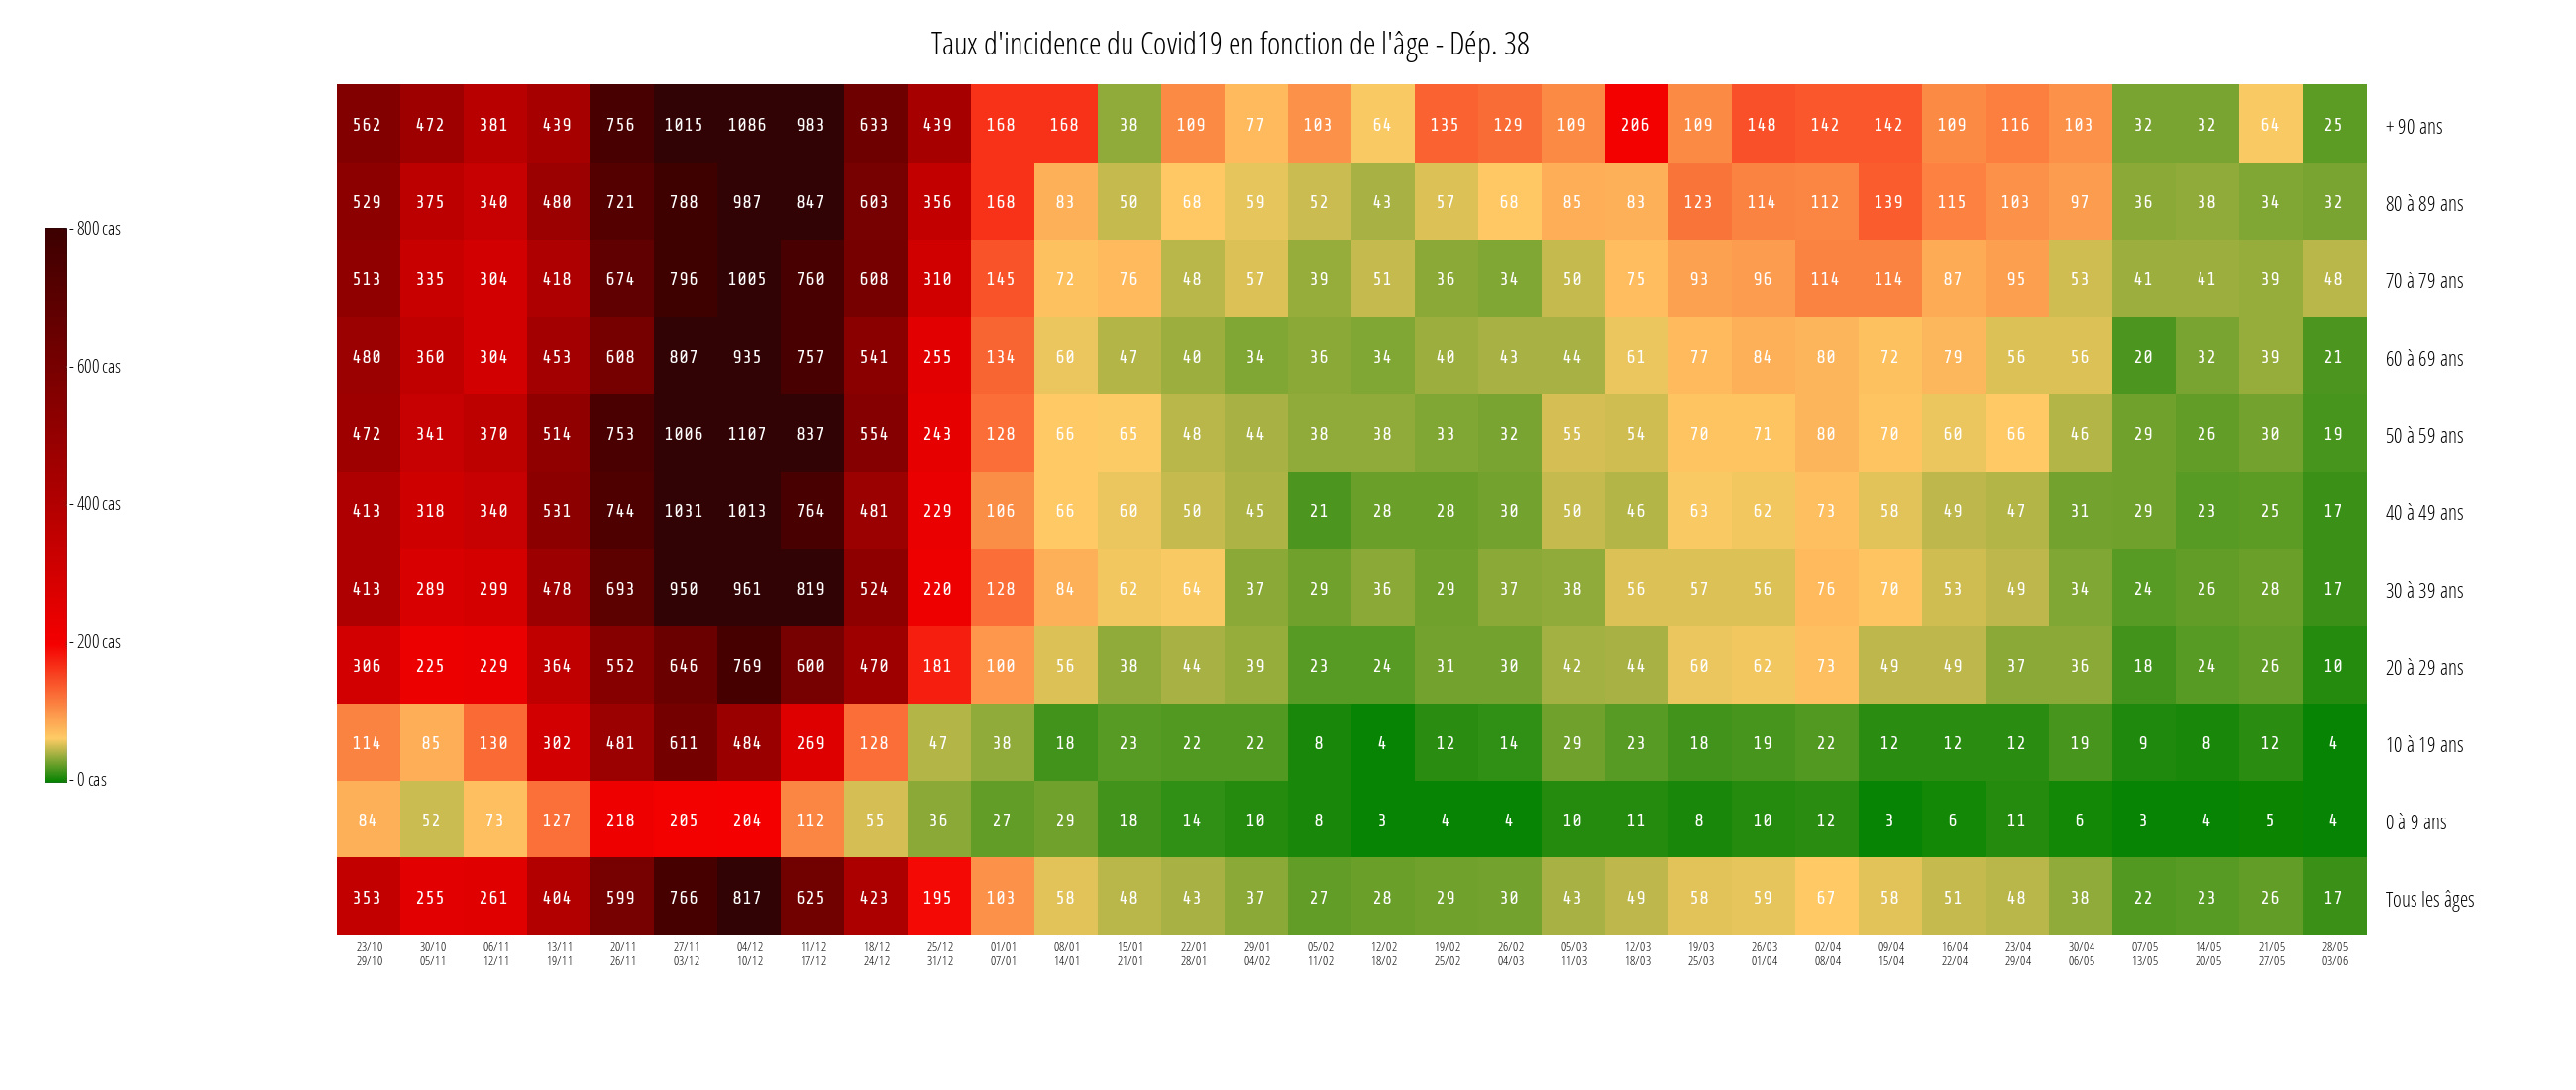 Taux d'incidence du Covid19 en fonction de l'âge - Dép. 38
- 800 cas
- 600 cas
- 400 cas
- 200 cas
- 0 cas
562 472 381 439 756 1015 1086 983 633 439 168 168 38 109 77 103 64 135 129 109 206 109 148 142 142 109 116 103 32 32 64 25 + 90 ans
529 375 340 480 721 788 987 847 603 356 168 83 50 68 59 52 43 57 68 85 83 123 114 112 139 115 103 97 36 38 34 32 80 à 89 ans
513 335 304 418 674 796 1005 760 608 310 145 72 76 48 57 39 51 36 34 50 75 93 96 114 114 87 95 53 41 41 39 48 70 à 79 ans
480 360 304 453 608 807 935 757 541 255 134 60 47 40 34 36 34 40 43 44 61 77 84 80 72 79 56 56 20 32 39 21 60 à 69 ans
472 341 370 514 753 1006 1107 837 554 243 128 66 65 48 44 38 38 33 32 55 54 70 71 80 70 60 66 46 29 26 30 19 50 à 59 ans
413 318 340 531 744 1031 1013 764 481 229 106 66 60 50 45 21 28 28 30 50 46 63 62 73 58 49 47 31 29 23 25 17 40 à 49 ans
413 289 299 478 693 950 961 819 524 220 128 84 62 64 37 29 36 29 37 38 56 57 56 76 70 53 49 34 24 26 28 17 30 à 39 ans
306 225 229 364 552 646 769 600 470 181 100 56 38 44 39 23 24 31 30 42 44 60 62 73 49 49 37 36 18 24 26 10 20 à 29 ans
114 85 130 302 481 611 484 269 128 47 38 18 23 22 22 8 4 12 14 29 23 18 19 22 12 12 12 19 9 8 12 4 10 à 19 ans
84 52 73 127 218 205 204 112 55 36 27 29 18 14 10 8 3 4 4 10 11 8 10 12 3 6 11 6 3 4 5 4 0 à 9 ans
353 255 261 404 599 766 817 625 423 195 103 58 48 43 37 27 28 29 30 43 49 58 59 67 58 51 48 38 22 23 26 17 Tous les âges
23/10 30/10 06/11 13/11 20/11 27/11 04/12 11/12 18/12 25/12 01/01 08/01 15/01 22/01 29/01 05/02 12/02 19/02 26/02 05/03 12/03 19/03 26/03 02/04 09/04 16/04 23/04 30/04 07/05 14/05 21/05 28/05
29/10 05/11 12/11 19/11 26/11 03/12 10/12 17/12 24/12 31/12 07/01 14/01 21/01 28/01 04/02 11/02 18/02 25/02 04/03 11/03 18/03 25/03 01/04 08/04 15/04 22/04 29/04 06/05 13/05 20/05 27/05 03/06